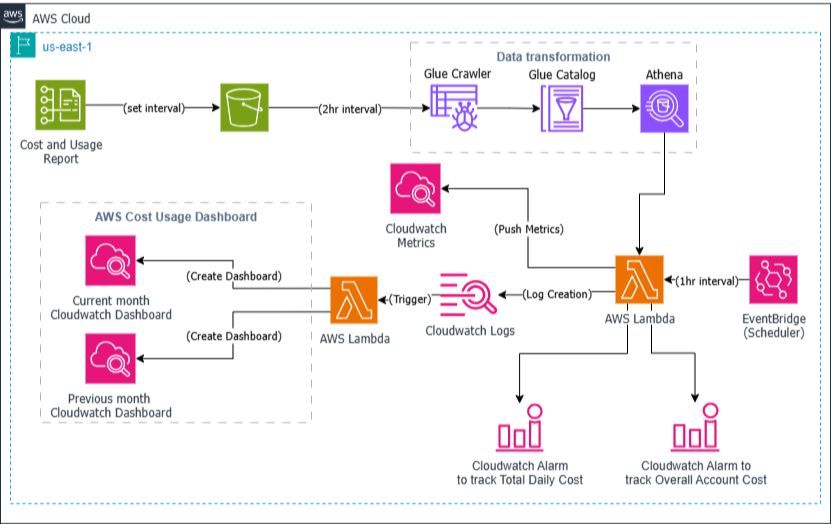 aws
AWS Cloud
us-east-1
Data transformation
Glue Crawler
Glue Catalog
Athena
(set interval)
(2hr interval)
Cost and Usage
Report
Cloudwatch
Metrics
(Push Metrics)
AWS Cost Usage Dashboard
(Create Dashboard)
Current month
Cloudwatch Dashboard
(Create Dashboard)
Previous month
Cloudwatch Dashboard
AWS Lambda
(Trigger)
Cloudwatch Logs
(Log Creation)
AWS Lambda
(1hr interval)
EventBridge
(Scheduler)
Cloudwatch Alarm
to track Total Daily Cost
Cloudwatch Alarm to
track Overall Account Cost